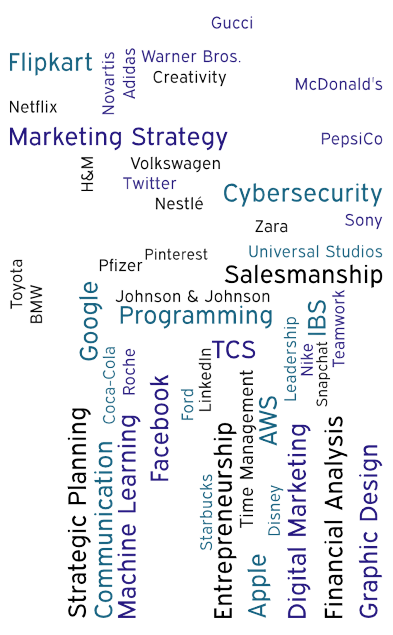 Gucci
Flipkart
Novartis
Adidas
Warner Bros.
Creativity
McDonald's
Netflix
Marketing Strategy
PepsiCo
H&M
Volkswagen
Twitter
Nestlé
Cybersecurity
Zara
Sony
Pinterest
Universal Studios
Pfizer
Salesmanship
Toyota
BMW
Google
Johnson & Johnson
Programming
IBS
Teamwork
Coca-Cola
Roche
Facebook
Ford
LinkedIn
TCS
Leadership
Nike
Snapchat
Time Management
AWS
Strategic Planning
Communication
Machine Learning
Starbucks
Entrepreneurship
Apple
Disney
Digital Marketing
Financial Analysis
Graphic Design